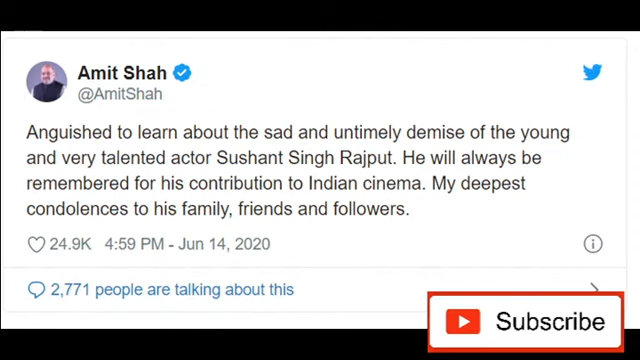 Amit Shah
@AmitShah
Anguished to learn about the sad and untimely demise of the young
and very talented actor Sushant Singh Rajput. He will always be
remembered for his contribution to Indian cinema. My deepest
condolences to his family, friends and followers.
24.9K 4:59 PM - Jun 14, 2020
2,771 people are talking about this
Subscribe